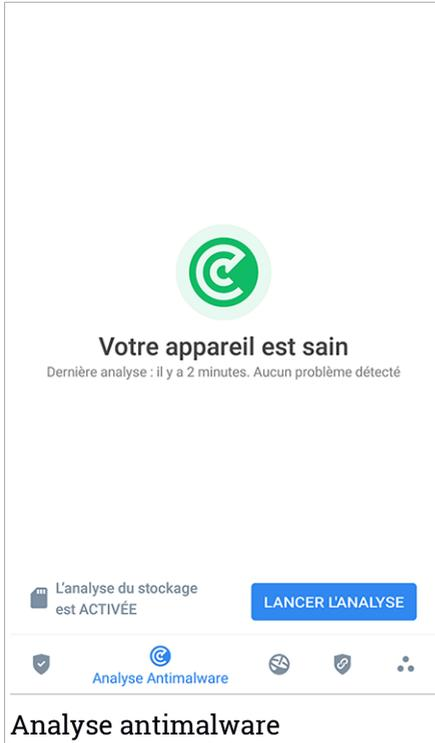 Votre appareil est sain
Dernière analyse : il y a 2 minutes. Aucun problème détecté
L'analyse du stockage
est ACTIVÉE
LANCER L'ANALYSE
Analyse Antimalware
Analyse antimalware